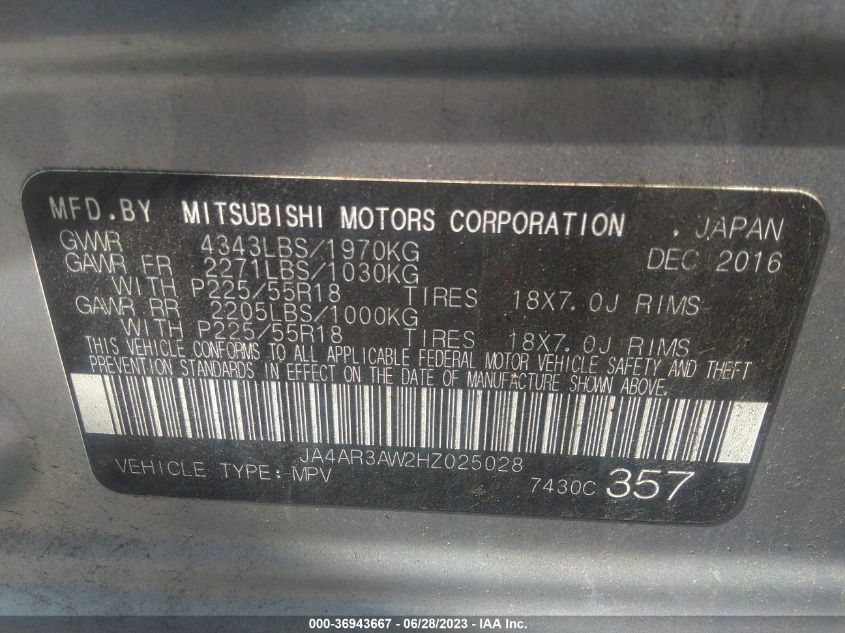 MFD.BY MITSUBISHI MOTORS CORPORATION . JAPAN
GVWR 4343LBS/1970KG DEC 2016
GAWR FR 2271LBS/1030KG
WITH P225/55R18 TIRES 18X7.0J RIMS
GAWR RR 2205LBS/1000KG
WITH P225/55R18 TIRES 18X7.0J RIMS
THIS VEHICLE CONFORMS TO ALL APPLICABLE FEDERAL MOTOR VEHICLE SAFETY AND THEFT
PREVENTION STANDARDS IN EFFECT ON THE DATE OF MANUFACTURE SHOWN ABOVE.
JA4AR3AW2HZ025028
VEHICLE TYPE: MPV 7430C 357
000-36943667 - 06/28/2023 - IAA Inc.